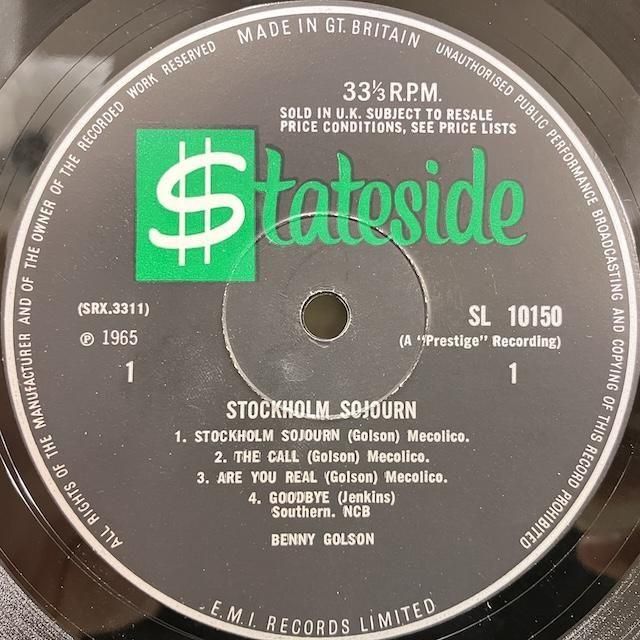 MADE IN GT. BRITAIN
ALL RIGHTS OF THE MANUFACTURER AND OF THE OWNER OF THE RECORDED WORK RESERVED
UNAUTHORISED PUBLIC PERFORMANCE BROADCASTING AND COPYING OF THIS RECORD PROHIBITED
33⅓ R.P.M.
SOLD IN U.K. SUBJECT TO RESALE
PRICE CONDITIONS, SEE PRICE LISTS
$tateside
(SRX.3311)
℗ 1965
1
SL 10150
(A "Prestige" Recording)
1
STOCKHOLM SOJOURN
1. STOCKHOLM SOJOURN (Golson) Mecolico.
2. THE CALL (Golson) Mecolico.
3. ARE YOU REAL (Golson) Mecolico.
4. GOODBYE (Jenkins)
Southern. NCB
BENNY GOLSON
E.M.I. RECORDS LIMITED